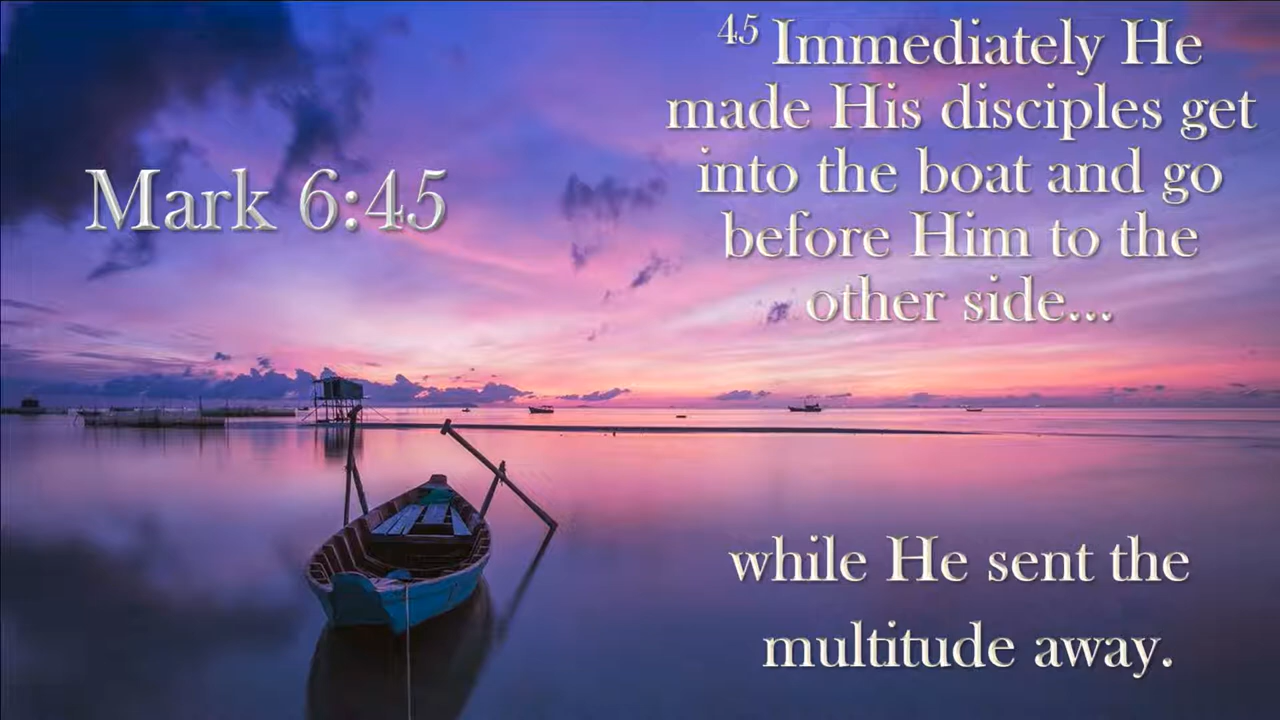 Mark 6:45
45 Immediately He
made His disciples get
into the boat and go
before Him to the
other side...
while He sent the
multitude away.